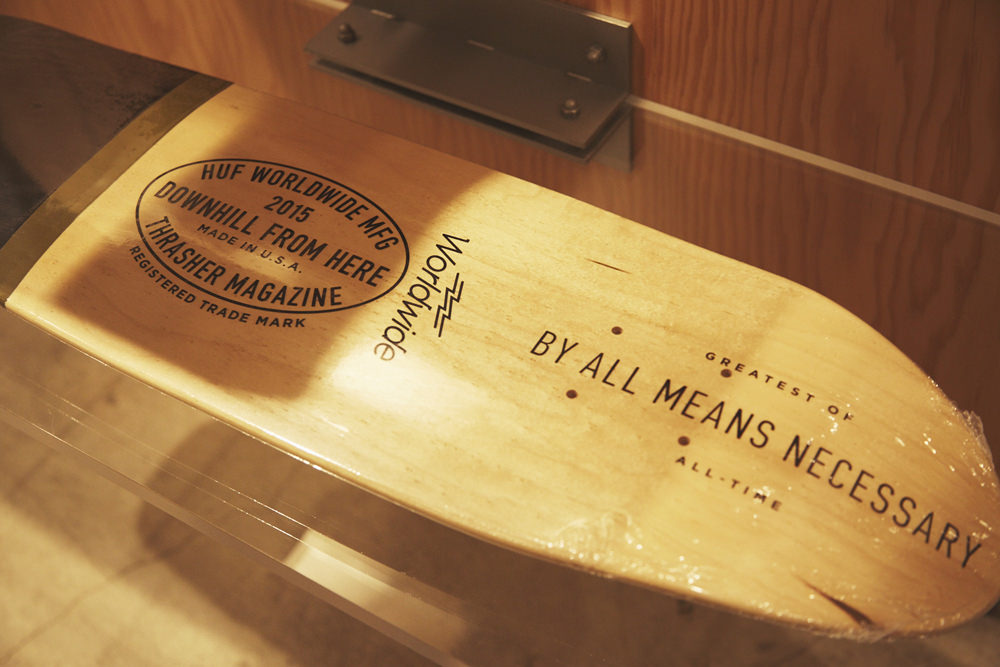 HUF WORLDWIDE MFG
2015
DOWNHILL FROM HERE
MADE IN U.S.A.
THRASHER MAGAZINE
REGISTERED TRADE MARK
Worldwide
GREATEST OF
BY ALL MEANS NECESSARY
ALL-TIME